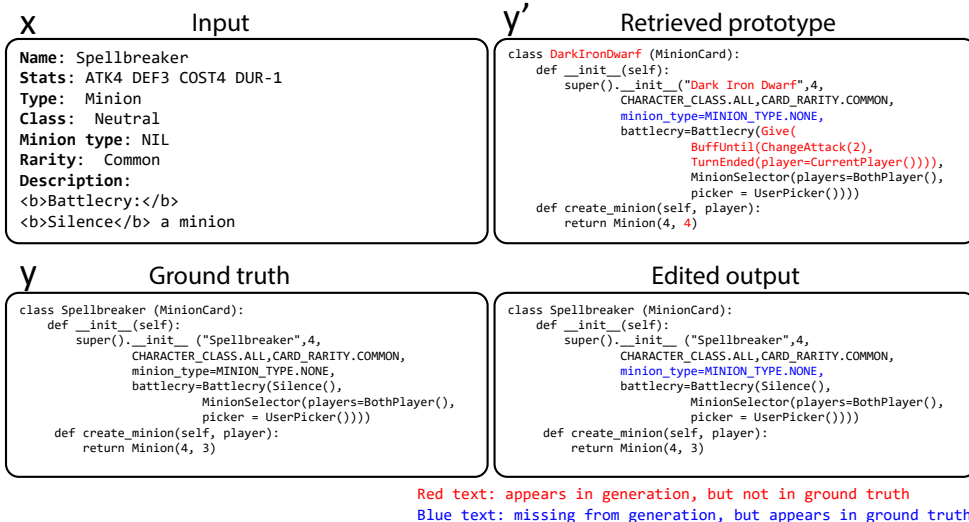 x Input
Name: Spellbreaker
Stats: ATK4 DEF3 COST4 DUR-1
Type: Minion
Class: Neutral
Minion type: NIL
Rarity: Common
Description:
<b>Battlecry:</b>
<b>Silence</b> a minion
y' Retrieved prototype
class DarkIronDwarf (MinionCard):
def __init__(self):
super().__init__("Dark Iron Dwarf",4,
CHARACTER_CLASS.ALL,CARD_RARITY.COMMON,
minion_type=MINION_TYPE.NONE,
battlecry=Battlecry(Give(
BuffUntil(ChangeAttack(2),
TurnEnded(player=CurrentPlayer()))),
MinionSelector(players=BothPlayer(),
picker = UserPicker())))
def create_minion(self, player):
return Minion(4, 4)
y Ground truth
class Spellbreaker (MinionCard):
def __init__(self):
super().__init__ ("Spellbreaker",4,
CHARACTER_CLASS.ALL,CARD_RARITY.COMMON,
minion_type=MINION_TYPE.NONE,
battlecry=Battlecry(Silence(),
MinionSelector(players=BothPlayer(),
picker = UserPicker())))
def create_minion(self, player):
return Minion(4, 3)
Edited output
class Spellbreaker (MinionCard):
def __init__(self):
super().__init__ ("Spellbreaker",4,
CHARACTER_CLASS.ALL,CARD_RARITY.COMMON,
minion_type=MINION_TYPE.NONE,
battlecry=Battlecry(Silence(),
MinionSelector(players=BothPlayer(),
picker = UserPicker())))
def create_minion(self, player):
return Minion(4, 3)
Red text: appears in generation, but not in ground truth
Blue text: missing from generation, but appears in ground truth